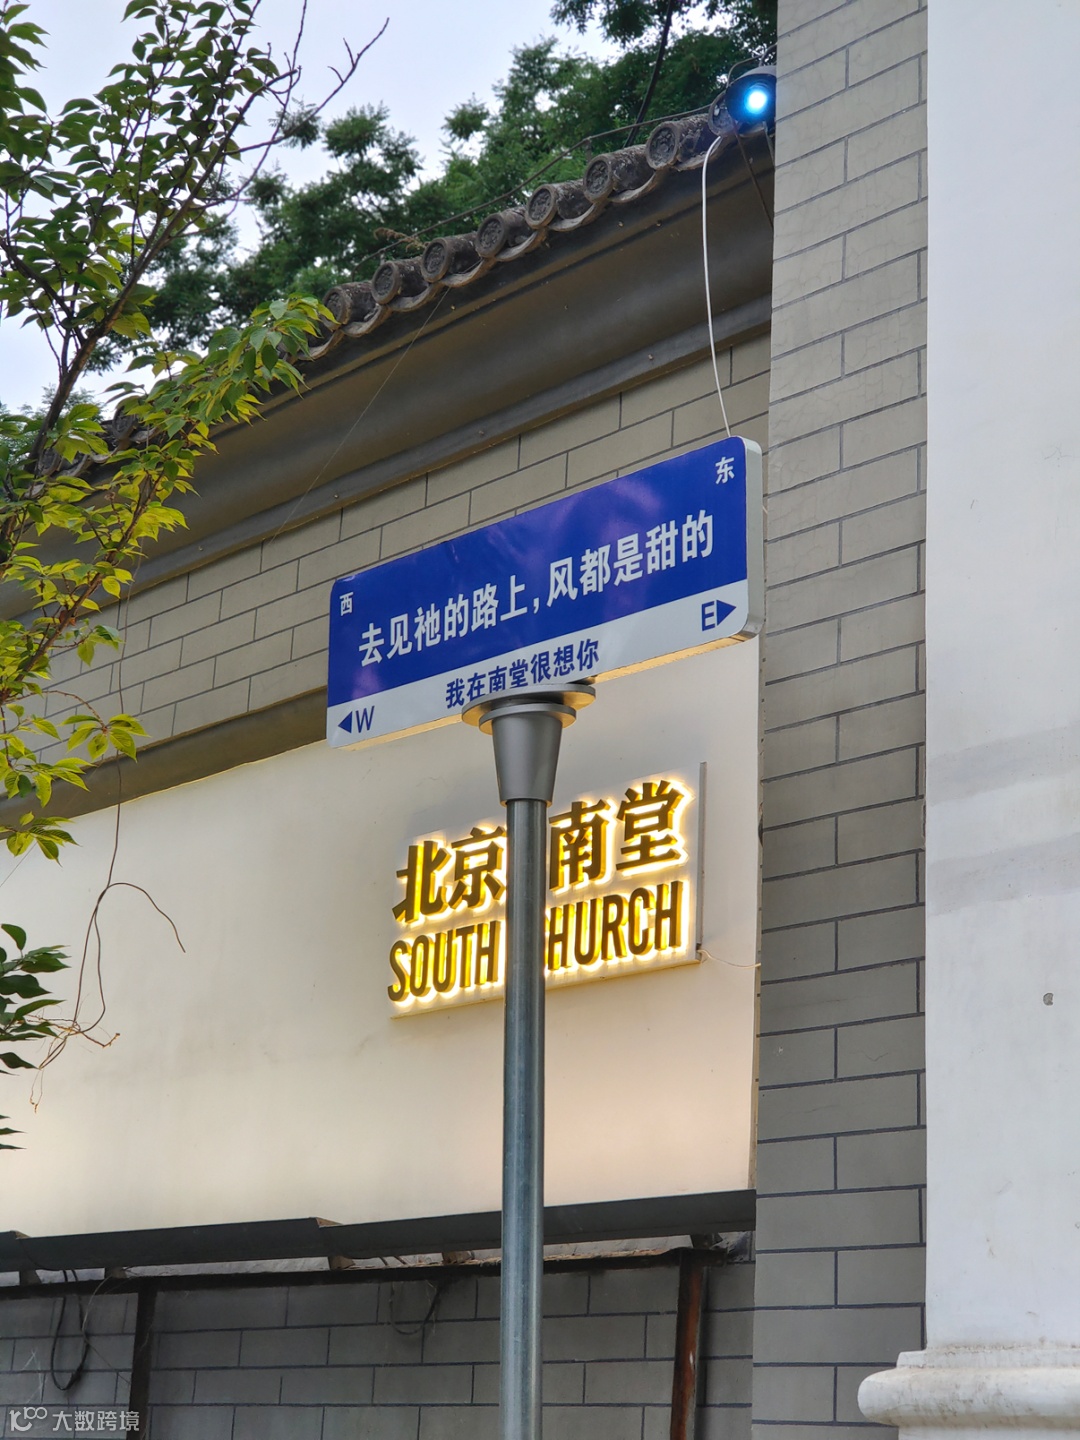 西
东
去见祂的路上,风都是甜的
我在南堂很想你
W
E
北京 南堂
SOUTH HURCH
大数跨境